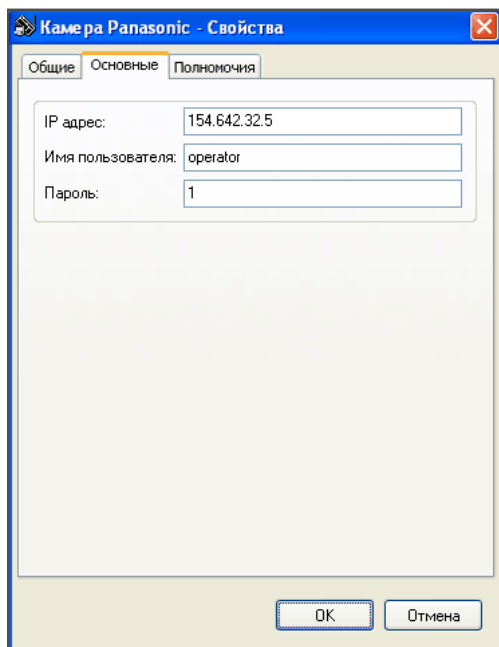 Камера Panasonic - Свойства
Общие Основные Полномочия
IP адрес: 154.642.32.5
Имя пользователя: operator
Пароль: 1
OK Отмена